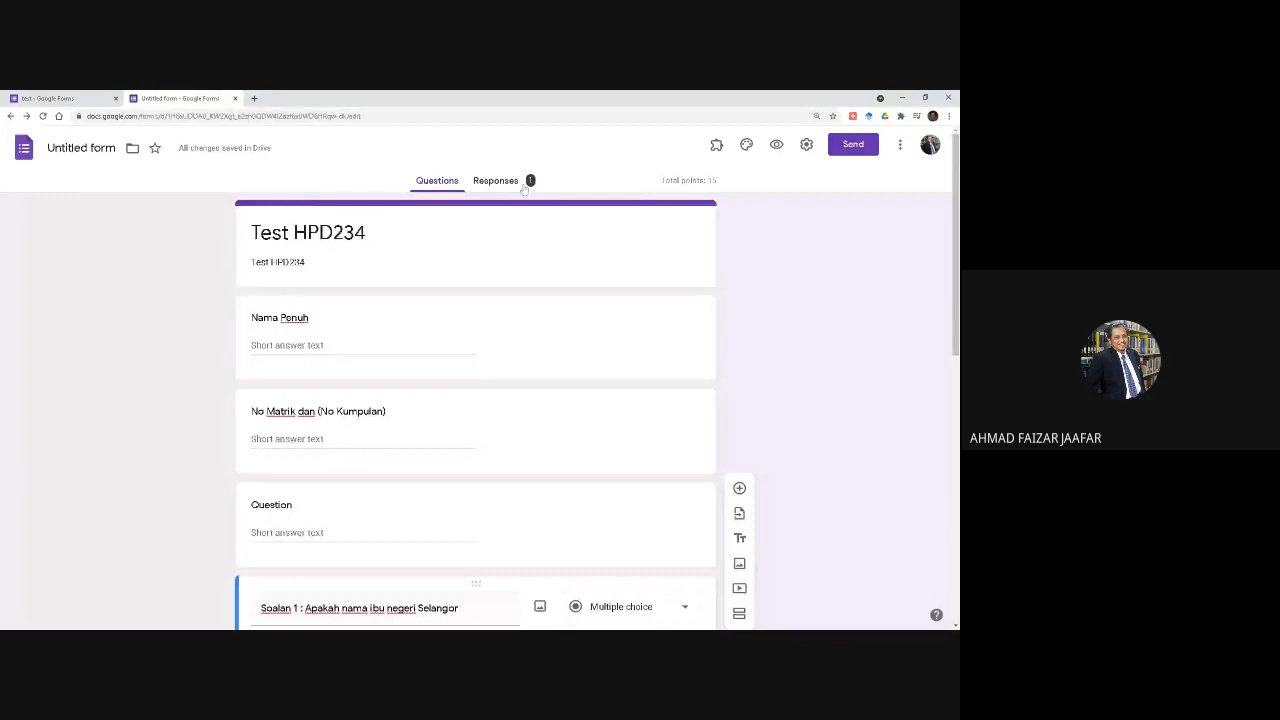 test - Google Forms
Untitled form - Google Forms
Untitled form
All changes saved in Drive
Send
Questions
Responses
1
Total points: 15
Test HPD234
Test HPD234
Nama Penuh
Short answer text
No Matrik dan (No Kumpulan)
Short answer text
Question
Short answer text
Soalan 1 : Apakah nama ibu negeri Selangor
Multiple choice
AHMAD FAIZAR JAAFAR